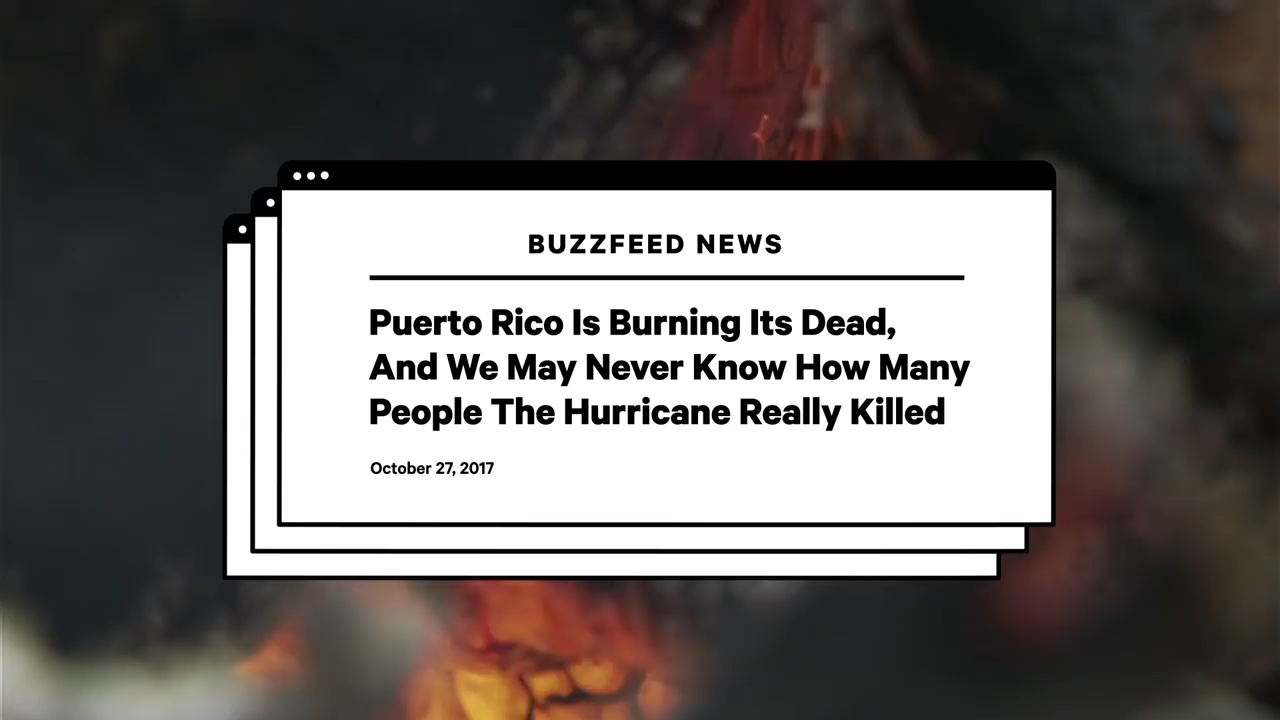 BUZZFEED NEWS
Puerto Rico Is Burning Its Dead,
And We May Never Know How Many
People The Hurricane Really Killed
October 27, 2017